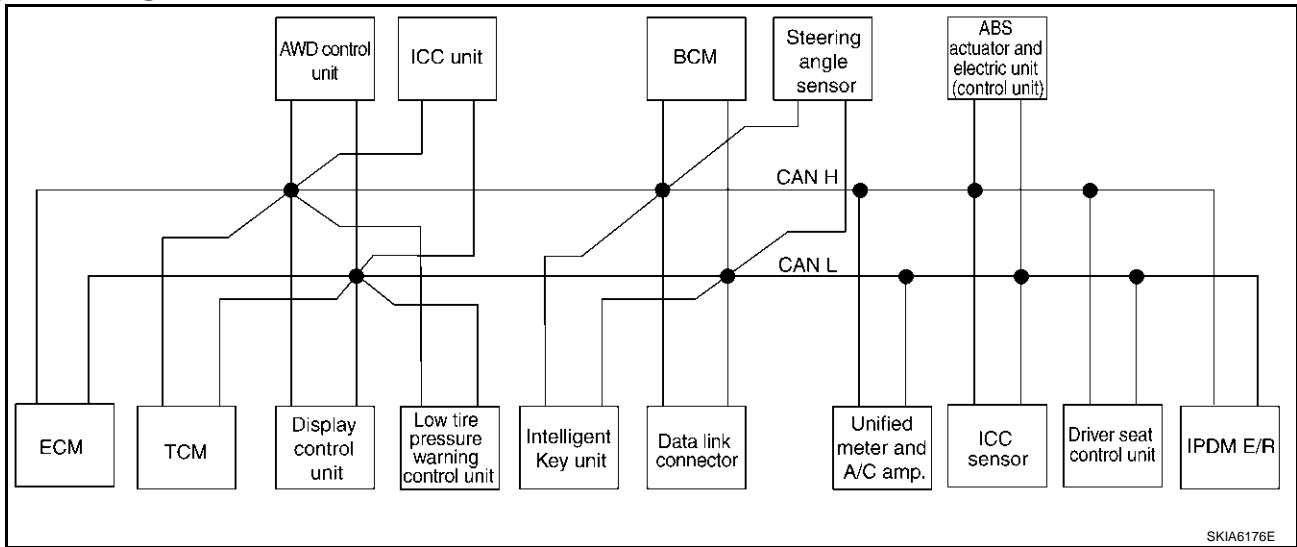 AWD control
unit
ICC unit
BCM
Steering
angle
sensor
ABS
actuator and
electric unit
(control unit)
CAN H
CAN L
ECM
TCM
Display
control
unit
Low tire
pressure
warning
control unit
Intelligent
Key unit
Data link
connector
Unified
meter and
A/C amp.
ICC
sensor
Driver seat
control unit
IPDM E/R
SKIA6176E